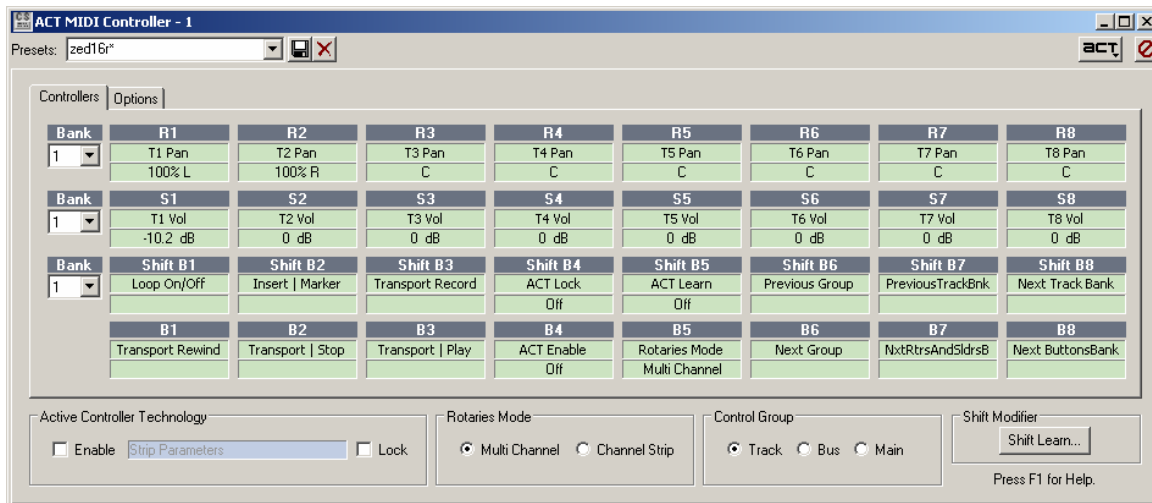 ACT MIDI Controller - 1
Presets: zed16r* act
Controllers Options
Bank R1 R2 R3 R4 R5 R6 R7 R8
1 T1 Pan T2 Pan T3 Pan T4 Pan T5 Pan T6 Pan T7 Pan T8 Pan
100% L 100% R C C C C C C
Bank S1 S2 S3 S4 S5 S6 S7 S8
1 T1 Vol T2 Vol T3 Vol T4 Vol T5 Vol T6 Vol T7 Vol T8 Vol
-10.2 dB 0 dB 0 dB 0 dB 0 dB 0 dB 0 dB 0 dB
Bank Shift B1 Shift B2 Shift B3 Shift B4 Shift B5 Shift B6 Shift B7 Shift B8
1 Loop On/Off Insert | Marker Transport Record ACT Lock ACT Learn Previous Group PreviousTrackBnk Next Track Bank
Off Off
B1 B2 B3 B4 B5 B6 B7 B8
Transport Rewind Transport | Stop Transport | Play ACT Enable Rotaries Mode Next Group NxtRtrsAndSldrsB Next ButtonsBank
Off Multi Channel
Active Controller Technology Rotaries Mode Control Group Shift Modifier
Enable Strip Parameters Lock Multi Channel Channel Strip Track Bus Main Shift Learn...
Press F1 for Help.